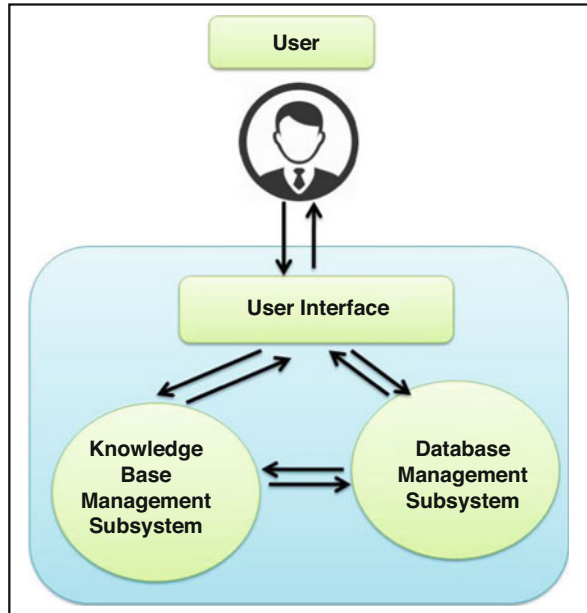 User
User Interface
Knowledge
Base
Management
Subsystem
Database
Management
Subsystem